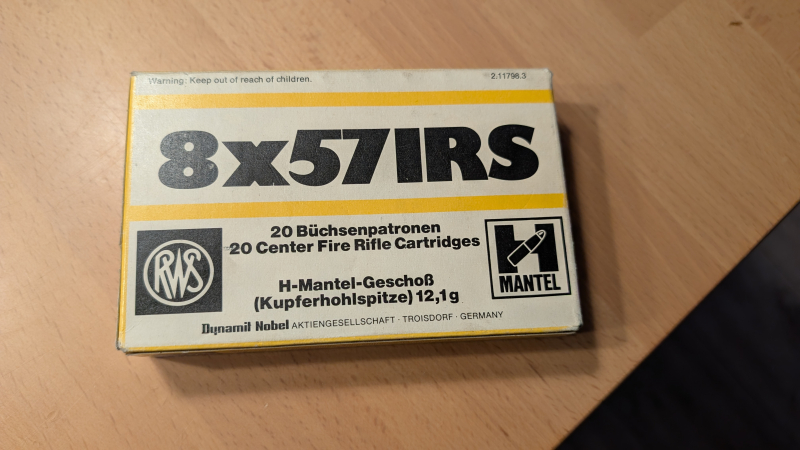 Warning: Keep out of reach of children.
2.11798.3
8x57IRS
20 Büchsenpatronen
20 Center Fire Rifle Cartridges
RWS
H
MANTEL
H-Mantel-Geschoß
(Kupferhohlspitze) 12,1g
Dynamit Nobel AKTIENGESELLSCHAFT · TROISDORF · GERMANY